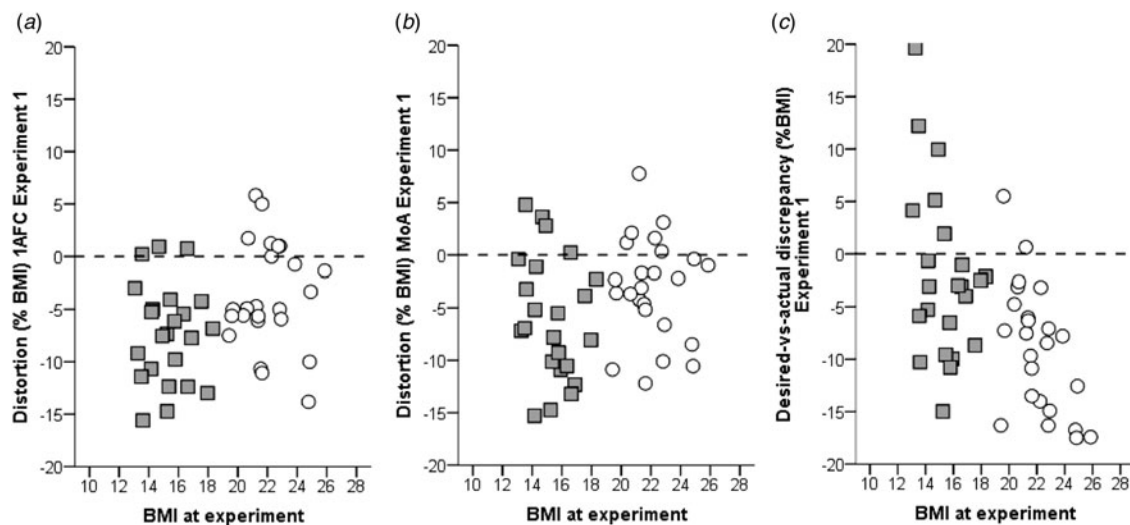 (a)
Distortion (% BMI) 1AFC Experiment 1
20
15
10
5
0
-5
-10
-15
-20
10 12 14 16 18 20 22 24 26 28
BMI at experiment
(b)
Distortion (% BMI) MoA Experiment 1
20
15
10
5
0
-5
-10
-15
-20
10 12 14 16 18 20 22 24 26 28
BMI at experiment
(c)
Desired-vs-actual discrepancy (%BMI)
Experiment 1
20
15
10
5
0
-5
-10
-15
-20
10 12 14 16 18 20 22 24 26 28
BMI at experiment